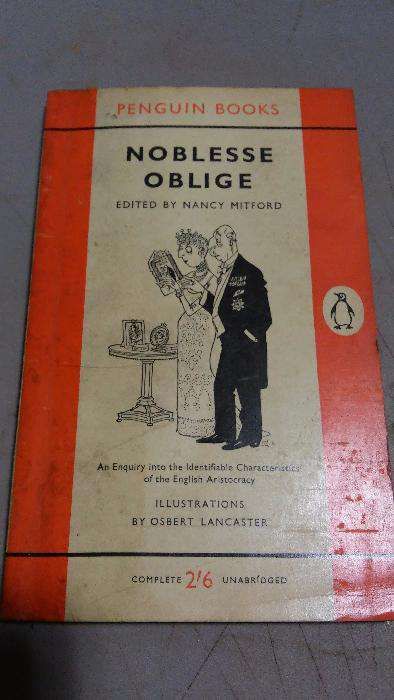 PENGUIN BOOKS
NOBLESSE
OBLIGE
EDITED BY NANCY MITFORD
An Enquiry into the Identifiable Characteristics
of the English Aristocracy
ILLUSTRATIONS
BY OSBERT LANCASTER
COMPLETE 2'6 UNABRIDGED